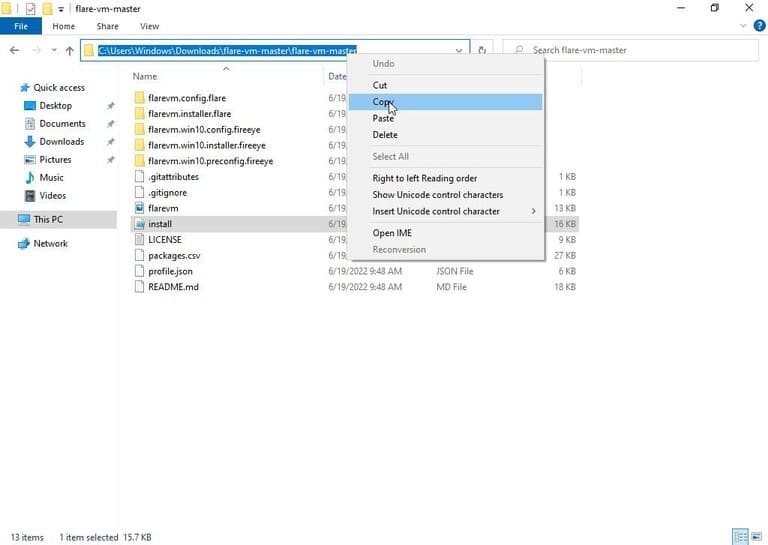 flare-vm-master
File Home Share View
C:\Users\Windows\Downloads\flare-vm-master\flare-vm-master Search flare-vm-master
Name Date
Quick access
Desktop
Documents
Downloads
Pictures
Music
Videos
This PC
Network
flarevm.config.flare 6/19/
flarevm.installer.flare 6/19/
flarevm.win10.config.fireeye 6/19/
flarevm.win10.installer.fireeye 6/19/
flarevm.win10.preconfig.fireeye 6/19/
.gitattributes 6/19/ 1 KB
.gitignore 6/19/ 1 KB
flarevm 6/19/ 13 KB
install 6/19/ 16 KB
LICENSE 6/19/ 9 KB
packages.csv 6/19/ 27 KB
profile.json 6/19/2022 9:48 AM JSON File 6 KB
README.md 6/19/2022 9:48 AM MD File 18 KB
Undo
Cut
Copy
Paste
Delete
Select All
Right to left Reading order
Show Unicode control characters
Insert Unicode control character
Open IME
Reconversion
13 items 1 item selected 15.7 KB